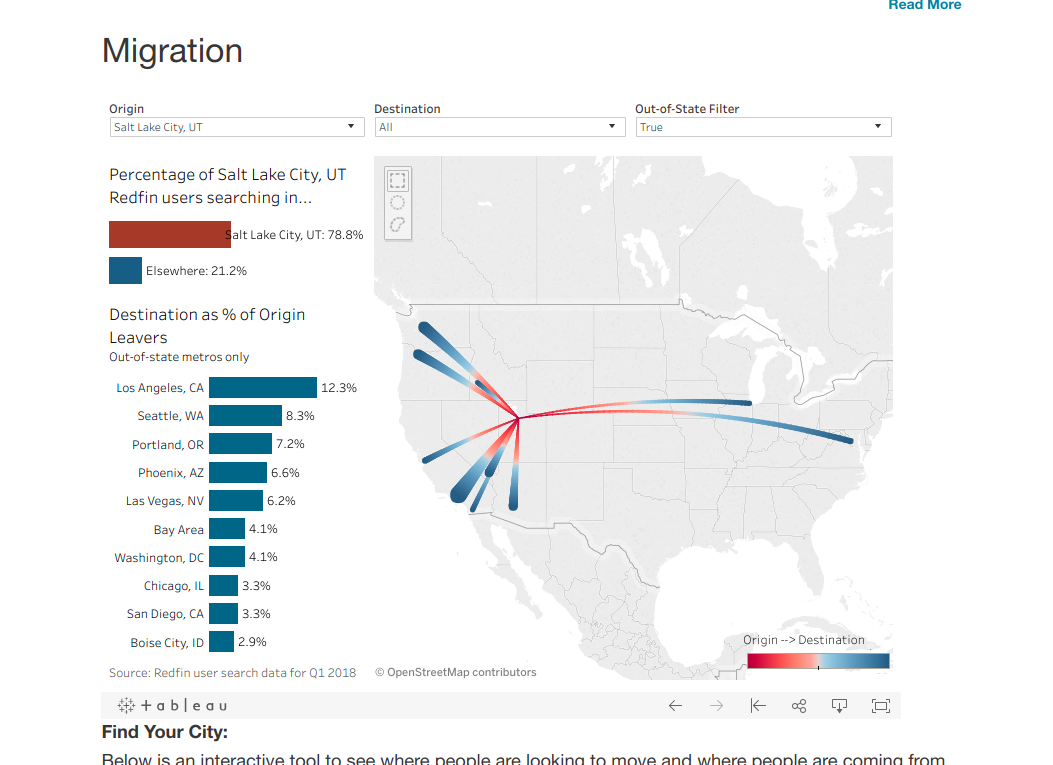 Read More
Migration
Origin
Destination
Out-of-State Filter
Salt Lake City, UT
All
True
Percentage of Salt Lake City, UT
Redfin users searching in...
Salt Lake City, UT: 78.8%
Elsewhere: 21.2%
Destination as % of Origin
Leavers
Out-of-state metros only
Los Angeles, CA 12.3%
Seattle, WA 8.3%
Portland, OR 7.2%
Phoenix, AZ 6.6%
Las Vegas, NV 6.2%
Bay Area 4.1%
Washington, DC 4.1%
Chicago, IL 3.3%
San Diego, CA 3.3%
Boise City, ID 2.9%
Origin --> Destination
Source: Redfin user search data for Q1 2018
© OpenStreetMap contributors
+ a b | e a u
Find Your City:
Below is an interactive tool to see where people are looking to move and where people are coming from